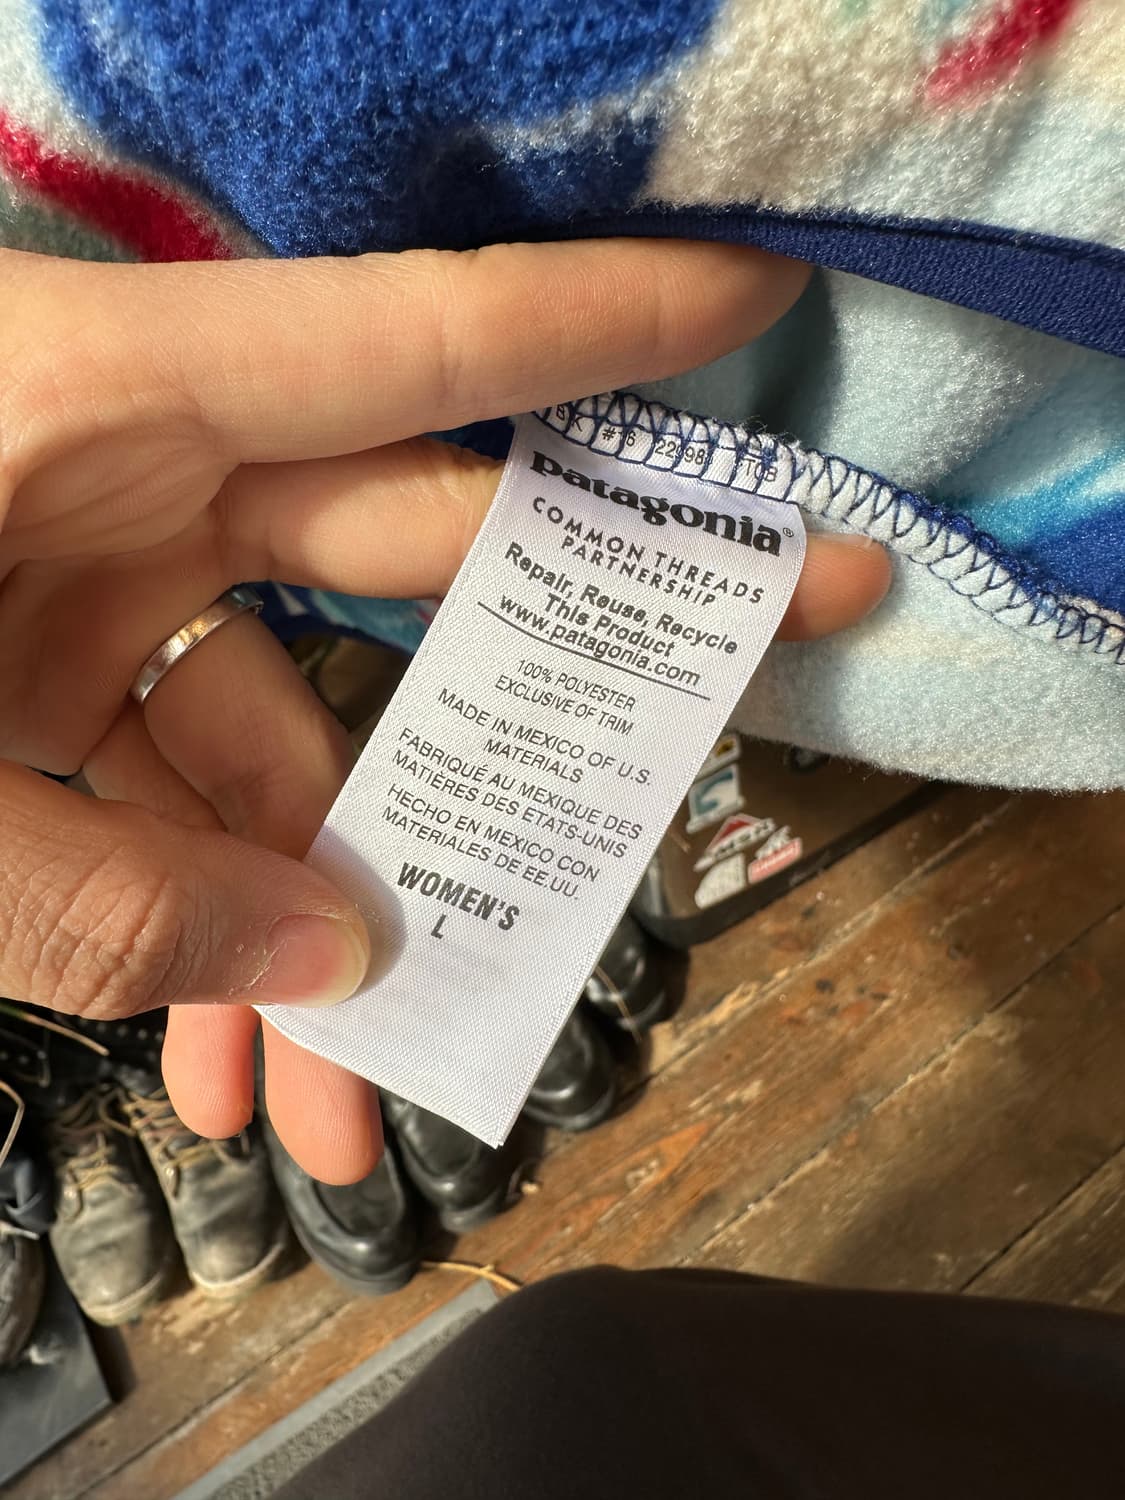 patagonia®
COMMON THREADS
PARTNERSHIP
Repair, Reuse, Recycle
This Product
www.patagonia.com
100% POLYESTER
EXCLUSIVE OF TRIM
MADE IN MEXICO OF U.S.
MATERIALS
FABRIQUÉ AU MEXIQUE DES
MATIÈRES DES ETATS-UNIS
HECHO EN MEXICO CON
MATERIALES DE EE.UU.
WOMEN'S
L